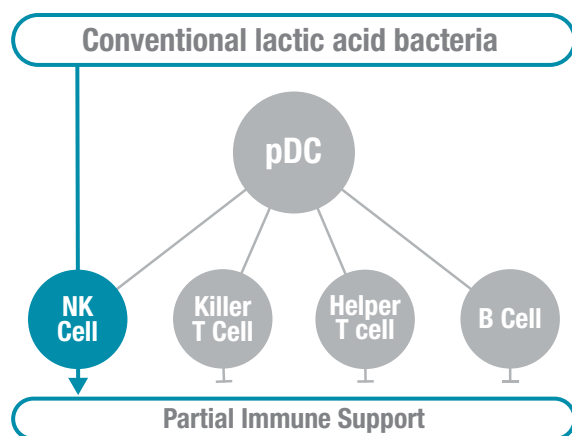 Conventional lactic acid bacteria
pDC
NK
Cell
Killer
T Cell
Helper
T cell
B Cell
Partial Immune Support